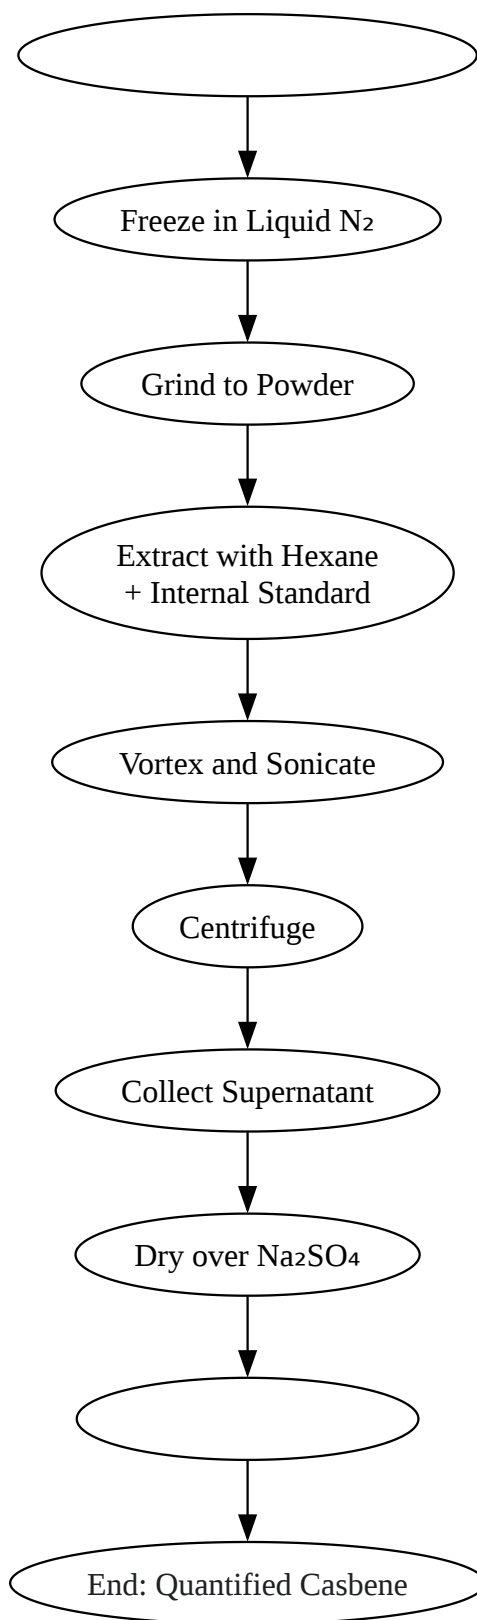 Freeze in Liquid N₂
Grind to Powder
Extract with Hexane
+ Internal Standard
Vortex and Sonicate
Centrifuge
Collect Supernatant
Dry over Na₂SO₄
End: Quantified Casbene